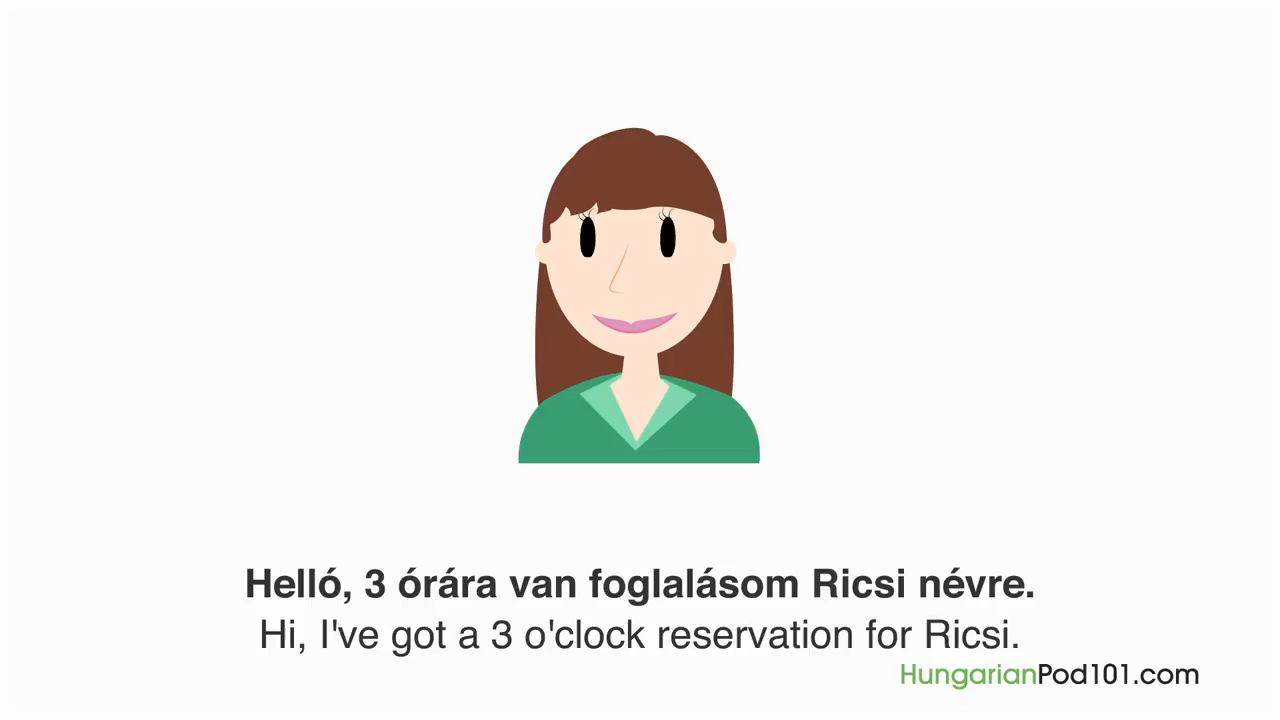 Helló, 3 órára van foglalásom Ricsi névre.
Hi, I've got a 3 o'clock reservation for Ricsi.
HungarianPod101.com